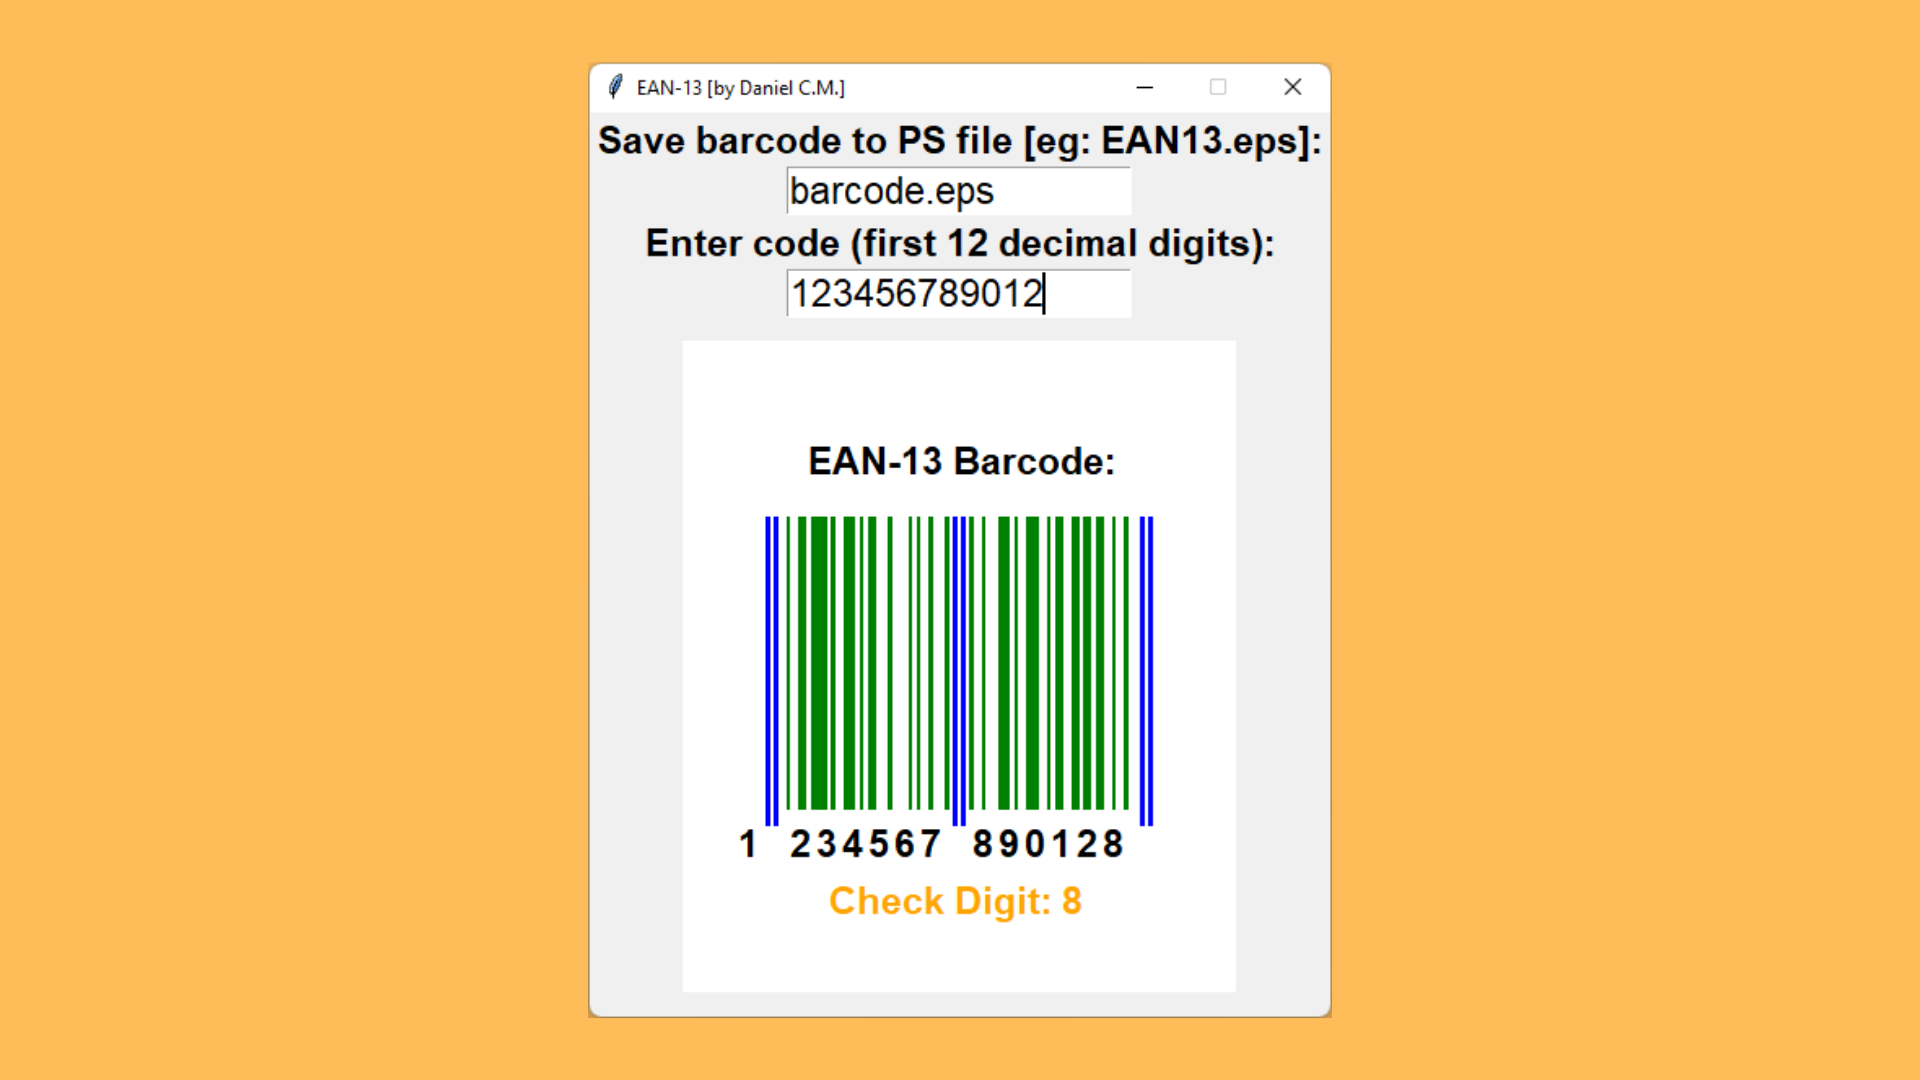 EAN-13 [by Daniel C.M.]
Save barcode to PS file [eg: EAN13.eps]:
barcode.eps
Enter code (first 12 decimal digits):
123456789012
EAN-13 Barcode:
1 234567 890128
Check Digit: 8